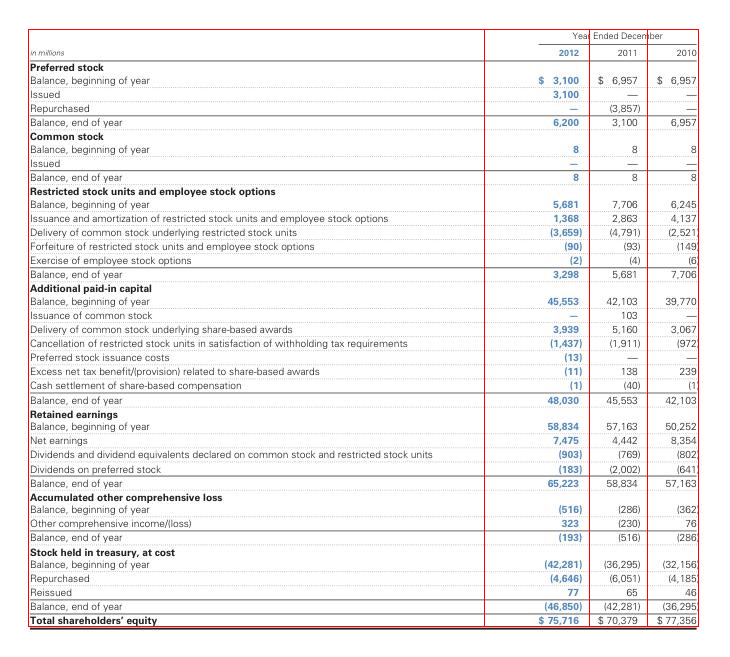 Year Ended December
in millions 2012 2011 2010
Preferred stock
Balance, beginning of year $ 3,100 $ 6,957 $ 6,957
Issued 3,100 — —
Repurchased — (3,857) —
Balance, end of year 6,200 3,100 6,957
Common stock
Balance, beginning of year 8 8 8
Issued — — —
Balance, end of year 8 8 8
Restricted stock units and employee stock options
Balance, beginning of year 5,681 7,706 6,245
Issuance and amortization of restricted stock units and employee stock options 1,368 2,863 4,137
Delivery of common stock underlying restricted stock units (3,659) (4,791) (2,521)
Forfeiture of restricted stock units and employee stock options (90) (93) (149)
Exercise of employee stock options (2) (4) (6)
Balance, end of year 3,298 5,681 7,706
Additional paid-in capital
Balance, beginning of year 45,553 42,103 39,770
Issuance of common stock — 103 —
Delivery of common stock underlying share-based awards 3,939 5,160 3,067
Cancellation of restricted stock units in satisfaction of withholding tax requirements (1,437) (1,911) (972)
Preferred stock issuance costs (13) — —
Excess net tax benefit/(provision) related to share-based awards (11) 138 239
Cash settlement of share-based compensation (1) (40) (1)
Balance, end of year 48,030 45,553 42,103
Retained earnings
Balance, beginning of year 58,834 57,163 50,252
Net earnings 7,475 4,442 8,354
Dividends and dividend equivalents declared on common stock and restricted stock units (903) (769) (802)
Dividends on preferred stock (183) (2,002) (641)
Balance, end of year 65,223 58,834 57,163
Accumulated other comprehensive loss
Balance, beginning of year (516) (286) (362)
Other comprehensive income/(loss) 323 (230) 76
Balance, end of year (193) (516) (286)
Stock held in treasury, at cost
Balance, beginning of year (42,281) (36,295) (32,156)
Repurchased (4,646) (6,051) (4,185)
Reissued 77 65 46
Balance, end of year (46,850) (42,281) (36,295)
Total shareholders' equity $ 75,716 $ 70,379 $ 77,356